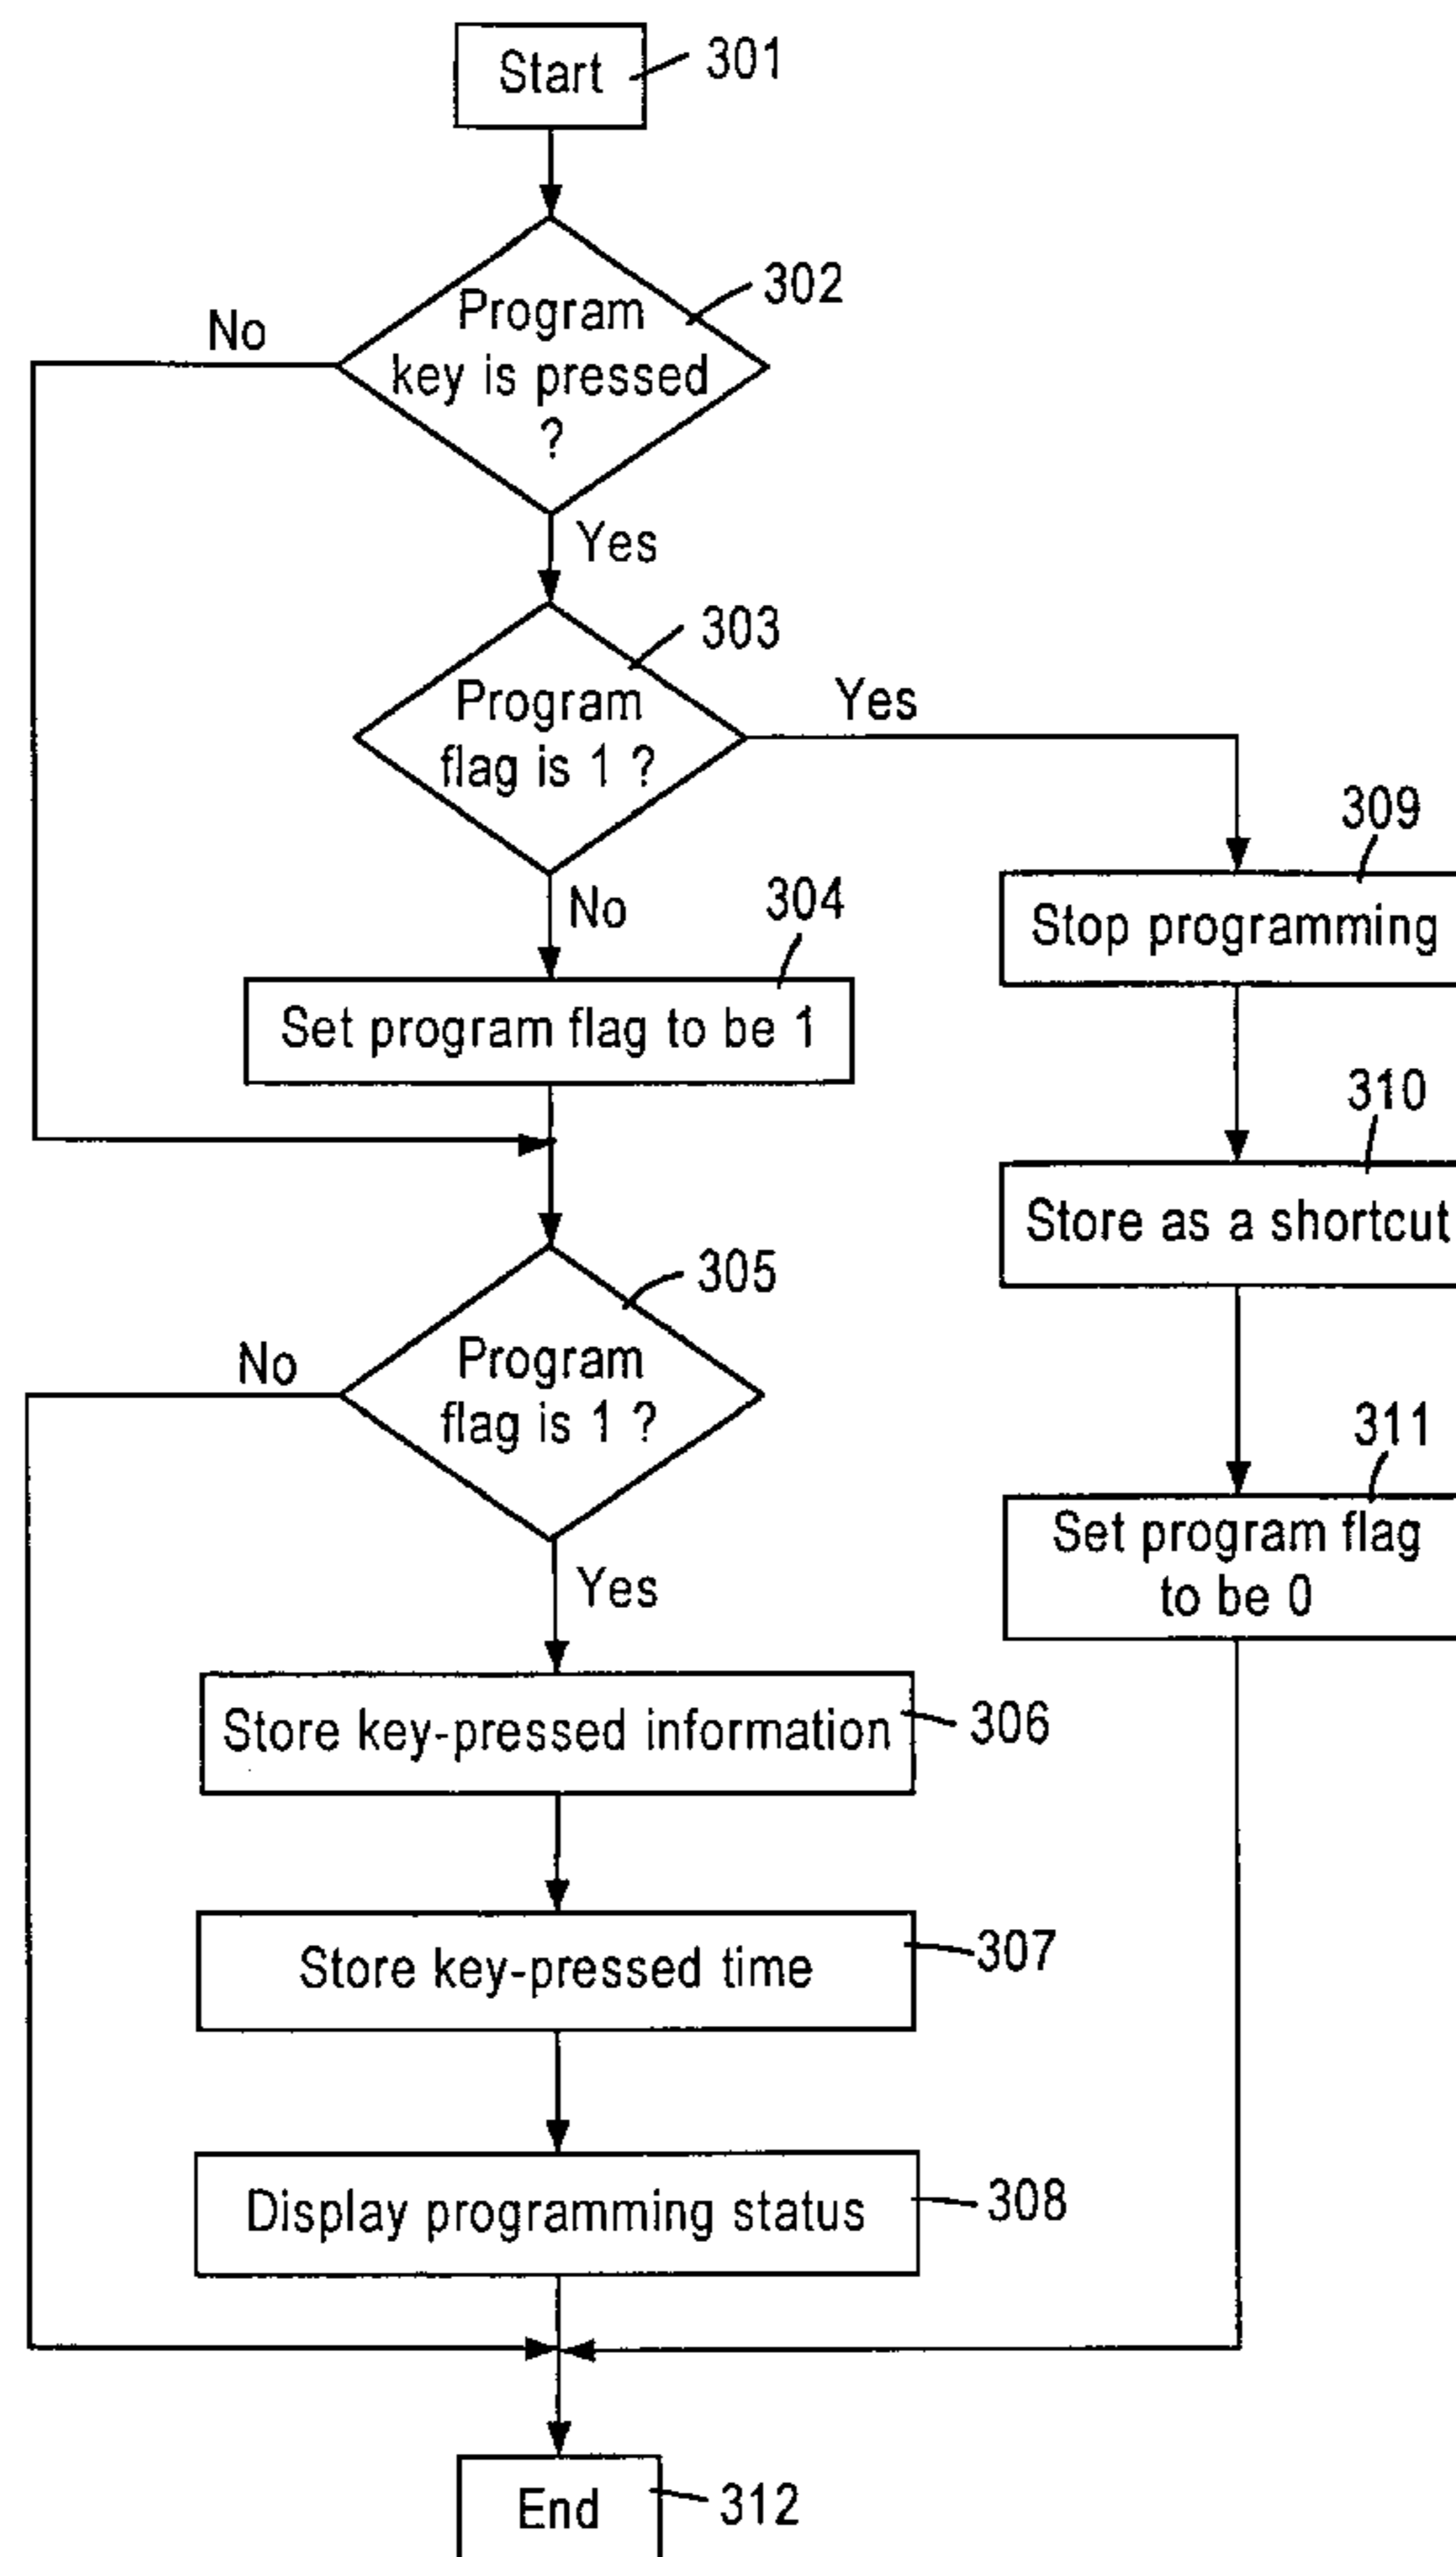 Start
301
Program
key is pressed
?
302
No
Yes
303
Program
flag is 1 ?
Yes
No
304
Set program flag to be 1
309
Stop programming
310
Store as a shortcut
305
Program
flag is 1 ?
No
Yes
311
Set program flag
to be 0
Store key-pressed information
306
Store key-pressed time
307
Display programming status
308
End
312